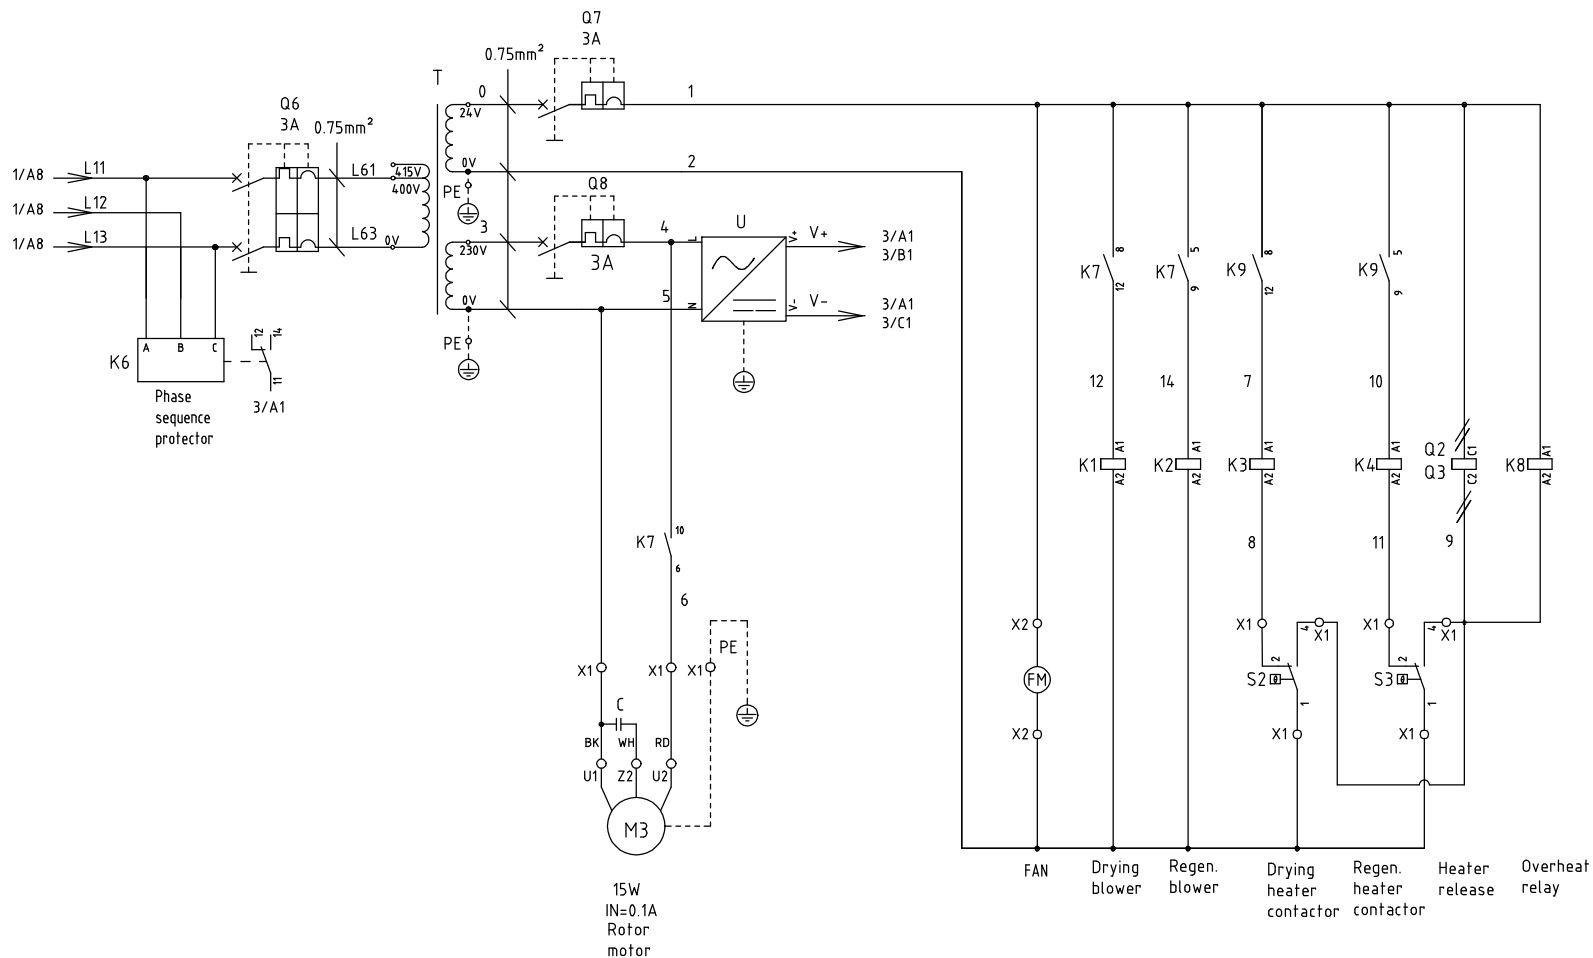 Q7
3A
0.75mm²
T
0
24V
1
Q6
3A
0.75mm²
1/A8
L11
L61
415V
400V
0V
2
PE
Q8
3A
1/A8
L12
1/A8
L13
L63
0V
3
230V
4
L
U
V+
V+
3/A1
3/B1
0V
5
N
V-
V-
3/A1
3/C1
PE
K6
A
B
C
12
14
11
3/A1
Phase
sequence
protector
K7
8
12
K7
5
9
K9
8
12
K9
5
9
12
14
7
10
K1
A1
A2
K2
A1
A2
K3
A1
A2
K4
A1
A2
Q2
Q3
C1
C2
K8
A1
A2
K7
10
6
6
8
11
9
X2
X1
4
X1
X1
4
X1
X1
X1
X1
PE
FM
S2
2
1
S3
2
1
X2
X1
X1
C
BK
WH
RD
U1
Z2
U2
M3
15W
IN=0.1A
Rotor
motor
FAN
Drying
blower
Regen.
blower
Drying
heater
contactor
Regen.
heater
contactor
Heater
release
Overheat
relay